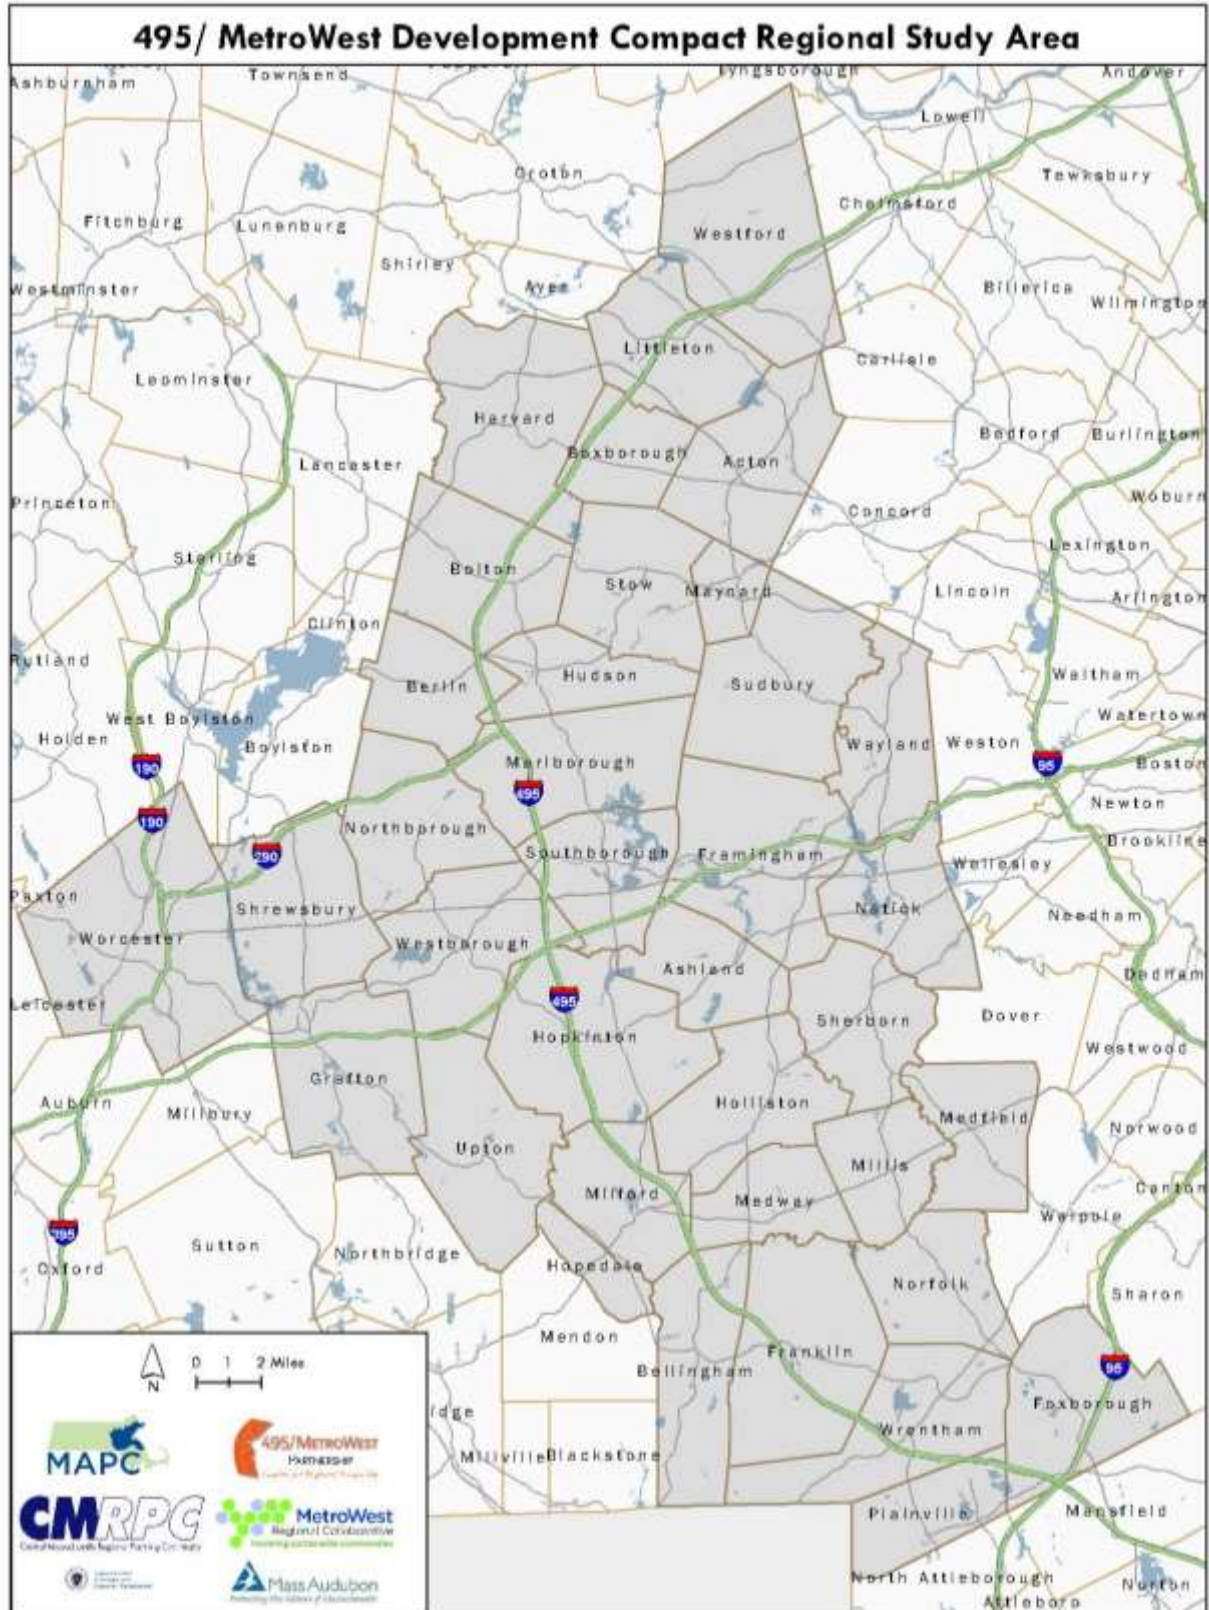 495/ MetroWest Development Compact Regional Study Area
Ashburnham
Townsend
Tyngsborough
Andover
Lowell
Groton
Tewksbury
Chelmsford
Fitchburg
Lunenburg
Westford
Shirley
Ayer
Billerica
Westminster
Wilmington
Littleton
Carlisle
Leominster
Harvard
Bedford
Burlington
Boxborough
Acton
Lancaster
Princeton
Woburn
Concord
Lexington
Sterling
Bolton
Stow
Maynard
Lincoln
Arlington
Clinton
Rutland
Hudson
Waltham
Berlin
Sudbury
West Boylston
Watertown
Holden
Boylston
Wayland
Weston
Marlborough
Boston
190
95
495
Newton
190
Northborough
Brookline
290
Southborough
Framingham
Wellesley
Paxton
Shrewsbury
Natick
Needham
Worcester
Westborough
Ashland
Dedham
Leicester
495
Sherborn
Dover
Hopkinton
Westwood
Grafton
Auburn
Millbury
Holliston
Medfield
Norwood
Upton
Millis
Milford
Medway
Canton
Walpole
395
Sutton
Northbridge
Hopedale
Oxford
Norfolk
Sharon
Mendon
Franklin
Bellingham
95
Foxborough
idge
Wrentham
Millville
Blackstone
Plainville
Mansfield
North Attleborough
Norton
Attleboro
N
0 1 2 Miles
MAPC
495/METROWEST
PARTNERSHIP
CMRPC
MetroWest
Regional Collaborative
Mass Audubon